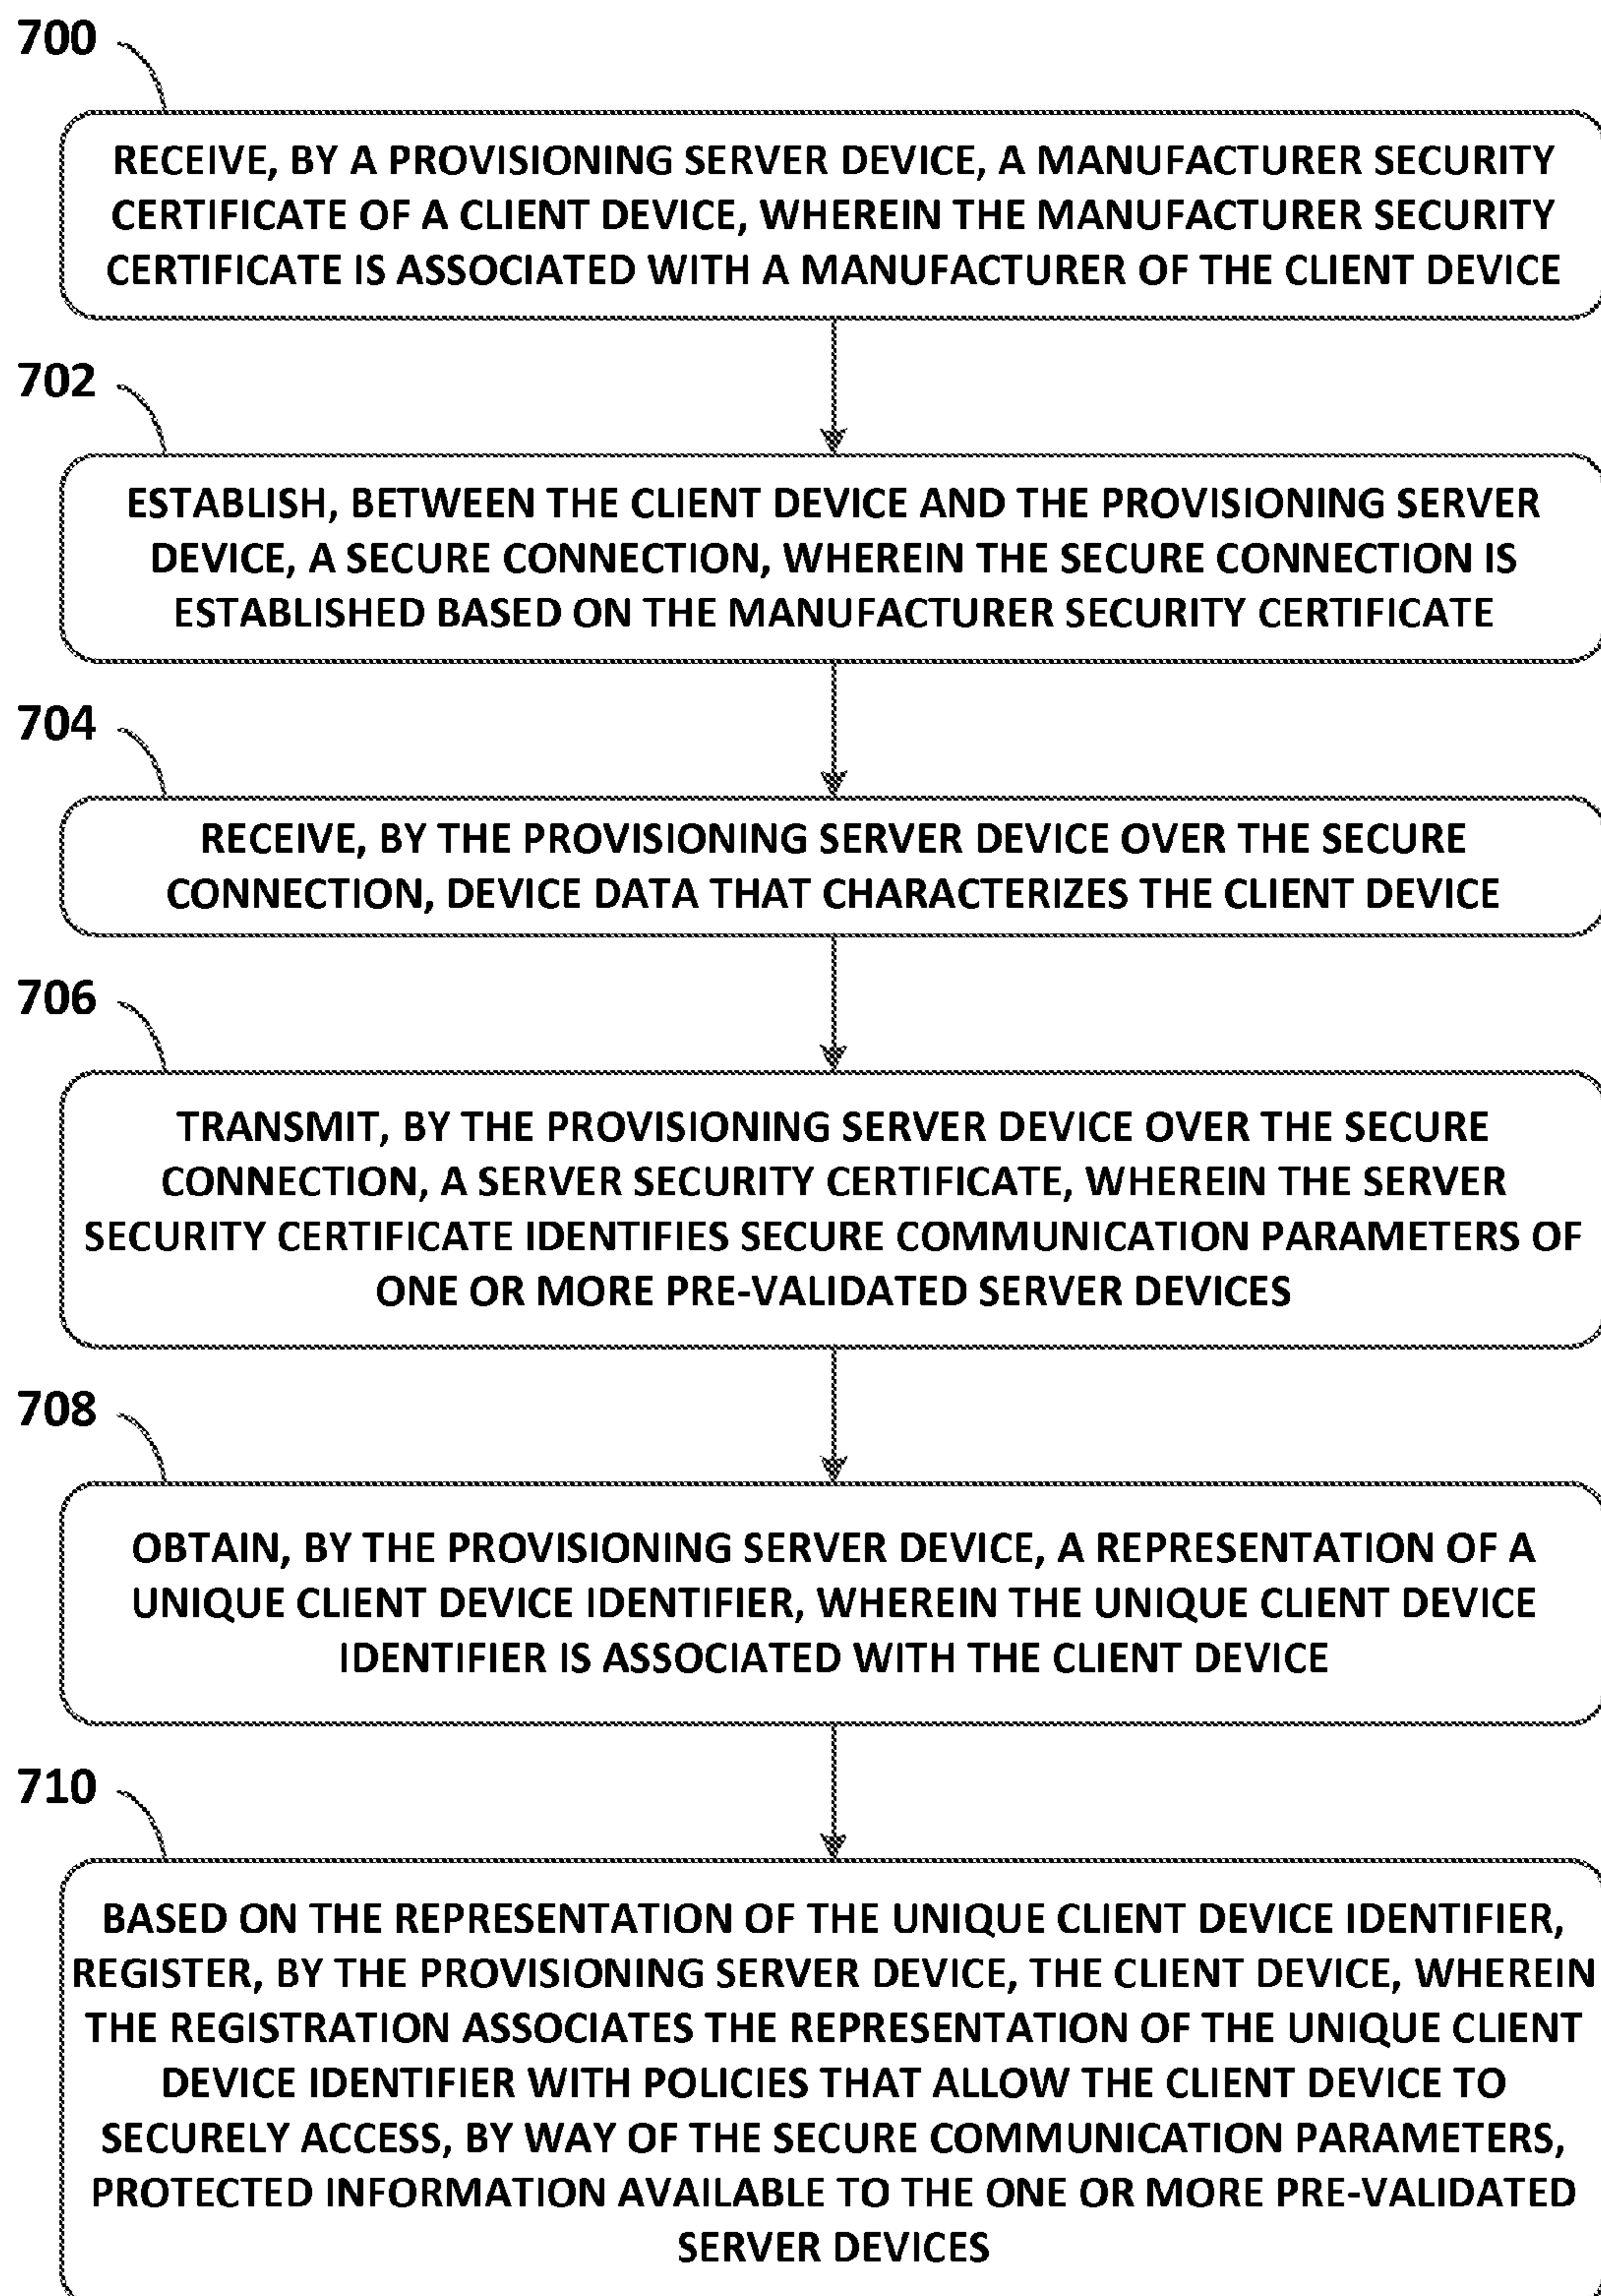 700
RECEIVE, BY A PROVISIONING SERVER DEVICE, A MANUFACTURER SECURITY
CERTIFICATE OF A CLIENT DEVICE, WHEREIN THE MANUFACTURER SECURITY
CERTIFICATE IS ASSOCIATED WITH A MANUFACTURER OF THE CLIENT DEVICE
702
ESTABLISH, BETWEEN THE CLIENT DEVICE AND THE PROVISIONING SERVER
DEVICE, A SECURE CONNECTION, WHEREIN THE SECURE CONNECTION IS
ESTABLISHED BASED ON THE MANUFACTURER SECURITY CERTIFICATE
704
RECEIVE, BY THE PROVISIONING SERVER DEVICE OVER THE SECURE
CONNECTION, DEVICE DATA THAT CHARACTERIZES THE CLIENT DEVICE
706
TRANSMIT, BY THE PROVISIONING SERVER DEVICE OVER THE SECURE
CONNECTION, A SERVER SECURITY CERTIFICATE, WHEREIN THE SERVER
SECURITY CERTIFICATE IDENTIFIES SECURE COMMUNICATION PARAMETERS OF
ONE OR MORE PRE-VALIDATED SERVER DEVICES
708
OBTAIN, BY THE PROVISIONING SERVER DEVICE, A REPRESENTATION OF A
UNIQUE CLIENT DEVICE IDENTIFIER, WHEREIN THE UNIQUE CLIENT DEVICE
IDENTIFIER IS ASSOCIATED WITH THE CLIENT DEVICE
710
BASED ON THE REPRESENTATION OF THE UNIQUE CLIENT DEVICE IDENTIFIER,
REGISTER, BY THE PROVISIONING SERVER DEVICE, THE CLIENT DEVICE, WHEREIN
THE REGISTRATION ASSOCIATES THE REPRESENTATION OF THE UNIQUE CLIENT
DEVICE IDENTIFIER WITH POLICIES THAT ALLOW THE CLIENT DEVICE TO
SECURELY ACCESS, BY WAY OF THE SECURE COMMUNICATION PARAMETERS,
PROTECTED INFORMATION AVAILABLE TO THE ONE OR MORE PRE-VALIDATED
SERVER DEVICES